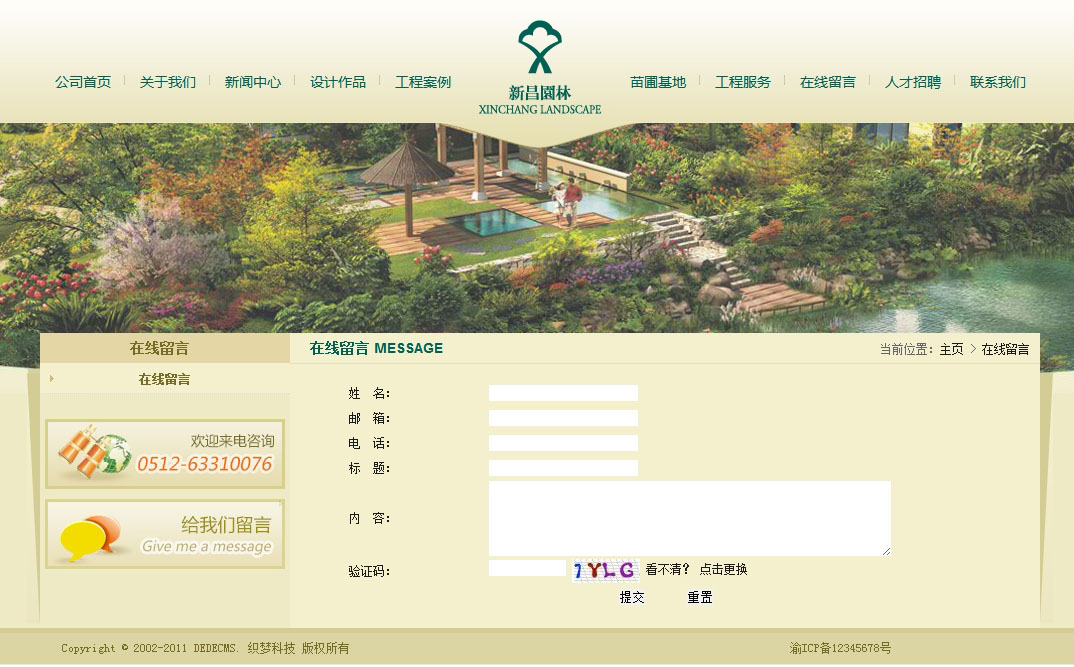 公司首页 关于我们 新闻中心 设计作品 工程案例 苗圃基地 工程服务 在线留言 人才招聘 联系我们
新昌園林
XINCHANG LANDSCAPE
在线留言
在线留言
欢迎来电咨询
0512-63310076
给我们留言
Give me a message
在线留言 MESSAGE 当前位置：主页 > 在线留言
姓 名：
邮 箱：
电 话：
标 题：
内 容：
验证码： 7YLG 看不清？ 点击更换
提交 重置
Copyright © 2002-2011 DEDECMS. 织梦科技 版权所有 渝ICP备12345678号